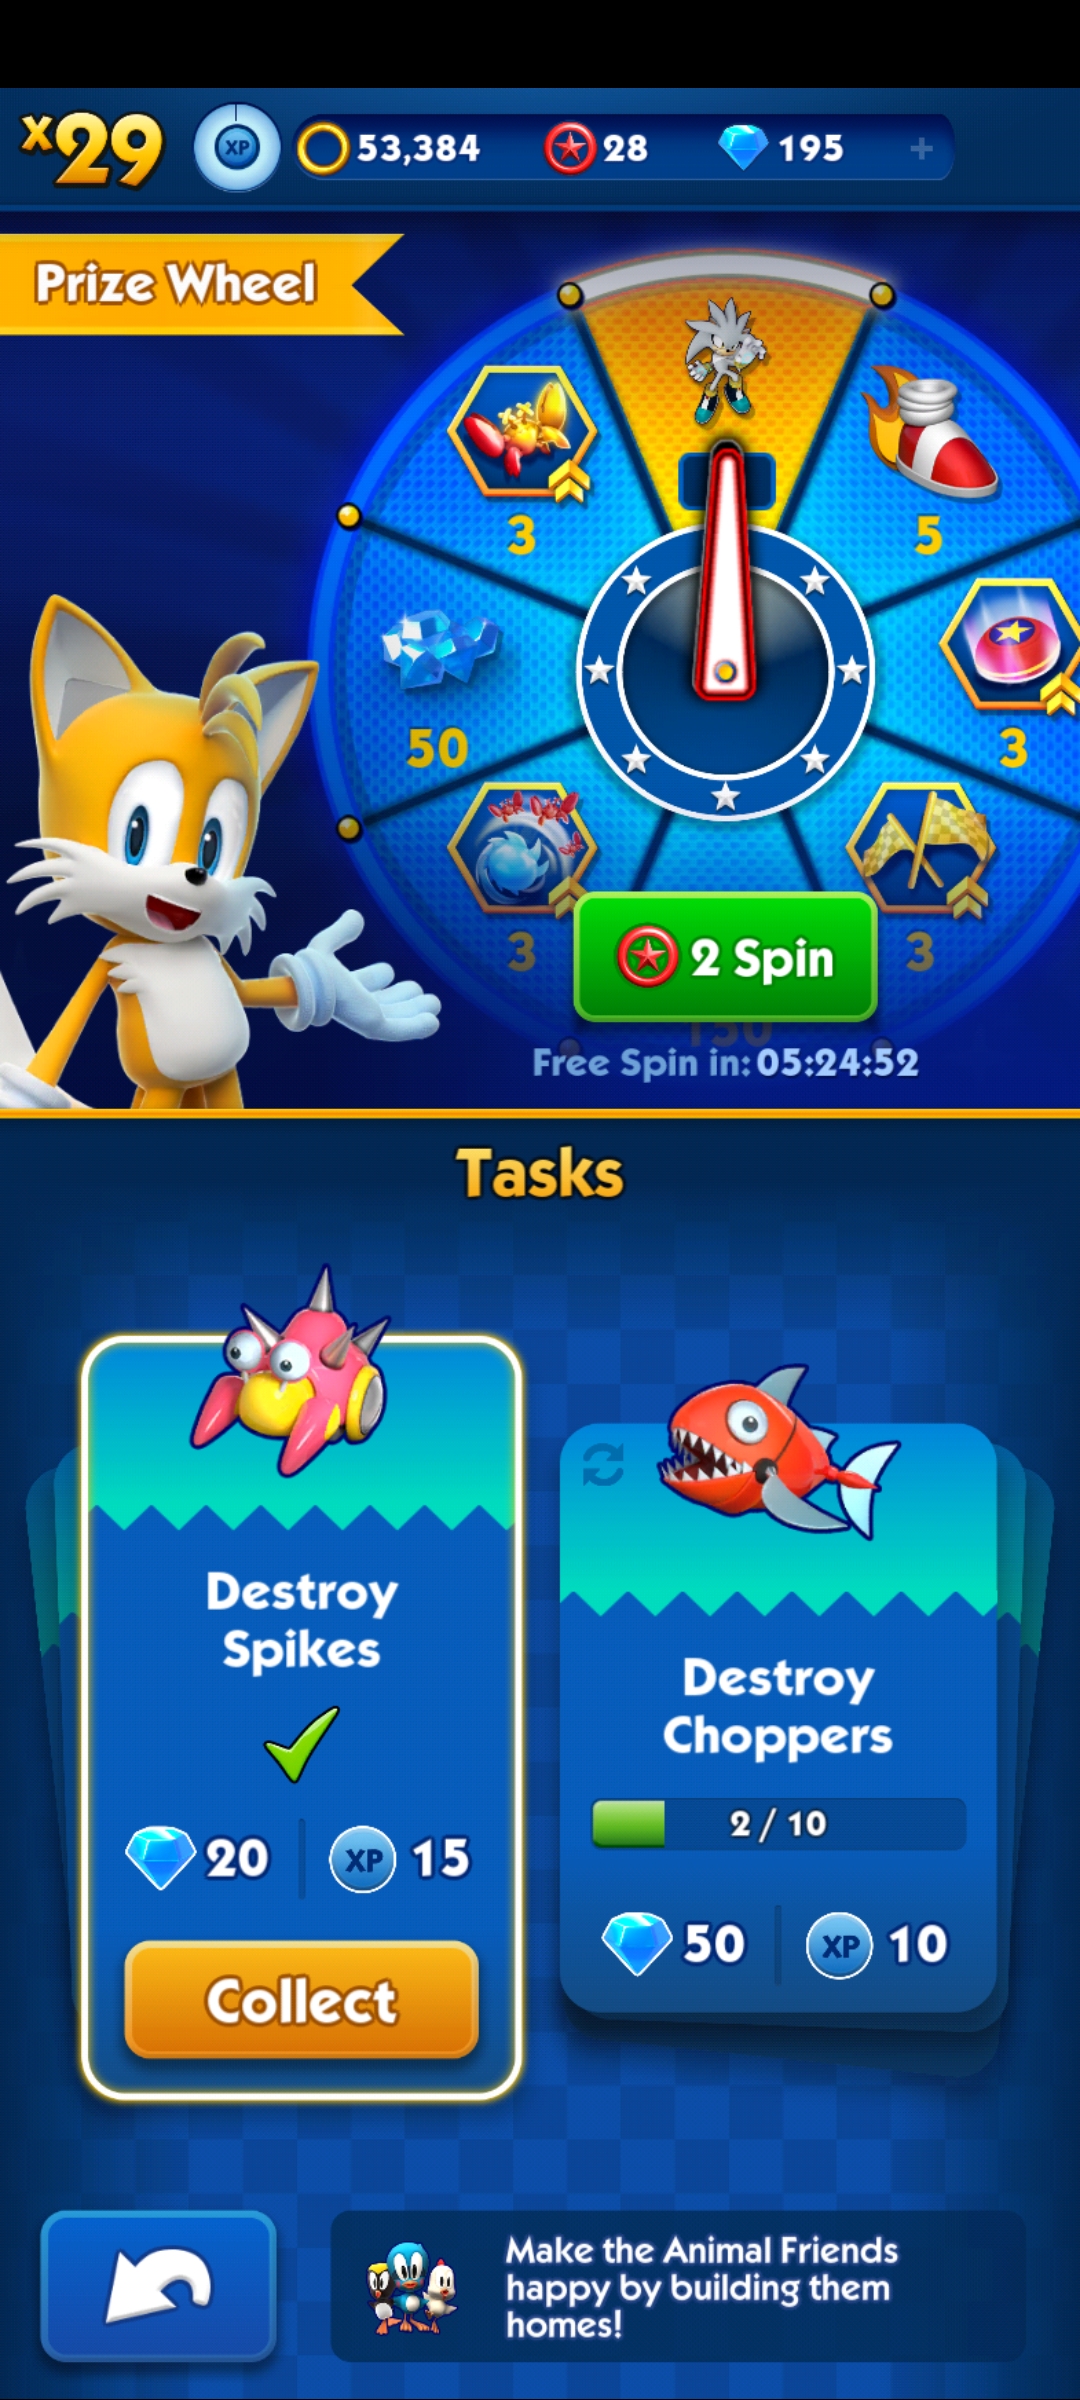 x29
XP
53,384
28
195
+
Prize Wheel
3
5
50
3
3
3
150
2 Spin
Free Spin in: 05:24:52
Tasks
Destroy
Spikes
20
XP 15
Collect
Destroy
Choppers
2 / 10
50
XP 10
Make the Animal Friends
happy by building them
homes!